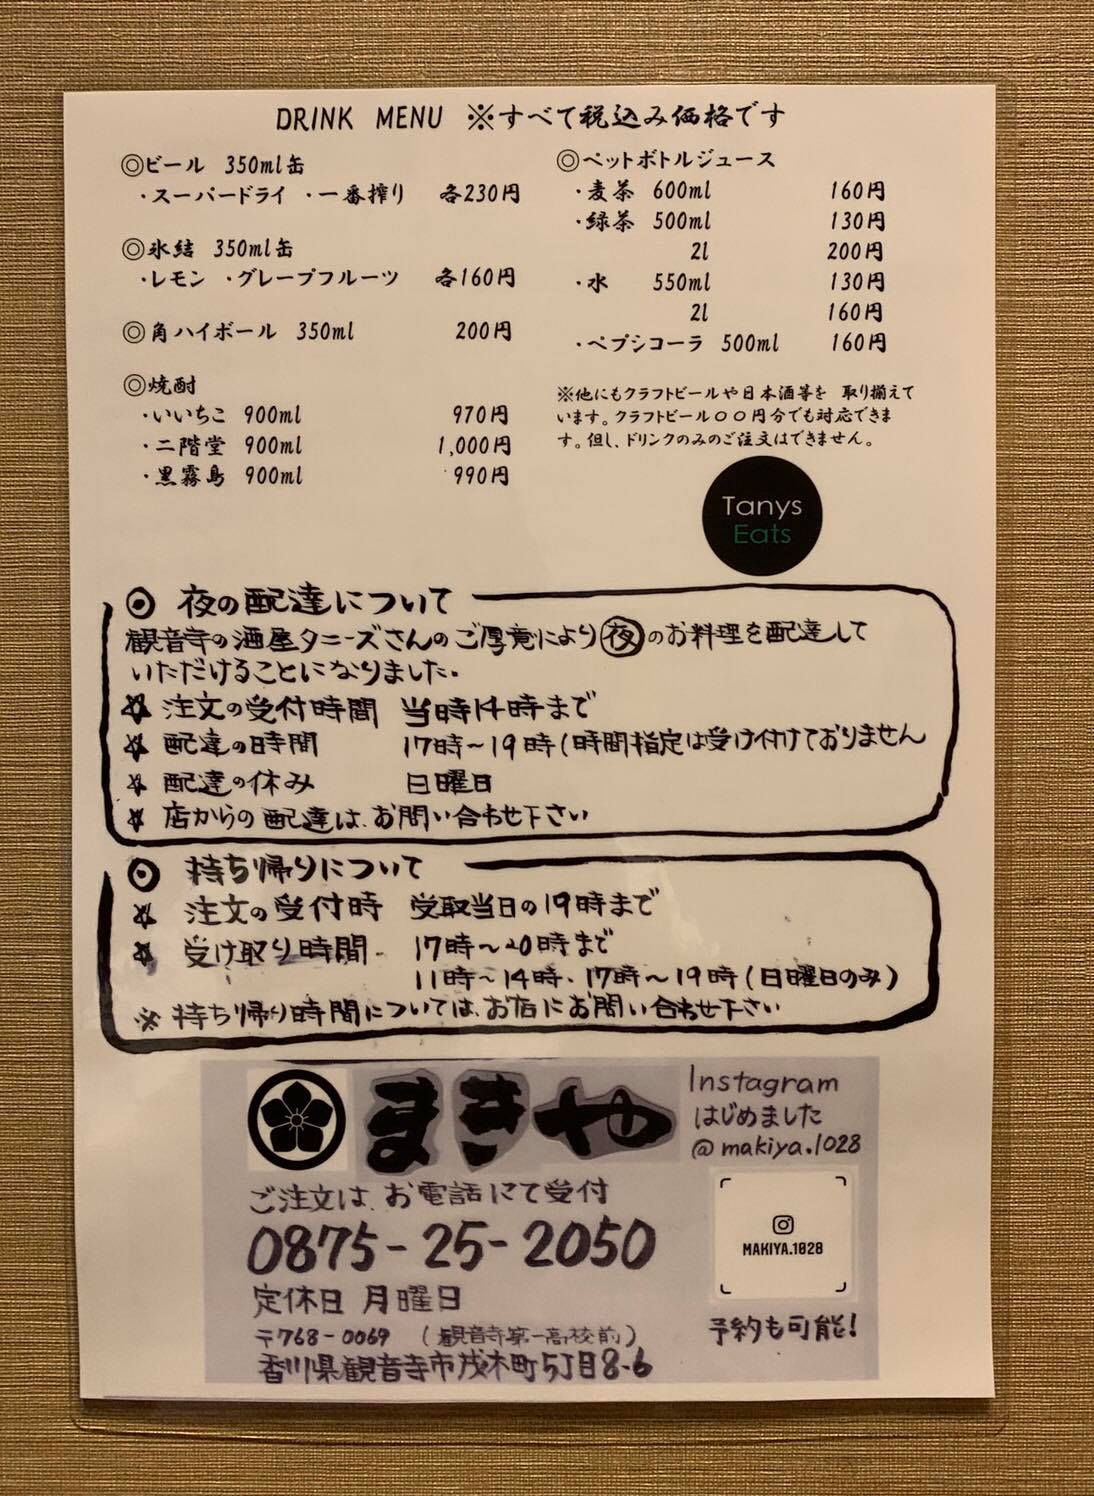 DRINK MENU ※すべて税込み価格です
◎ビール 350ml缶
・スーパードライ ・一番搾り 各230円
◎氷結 350ml缶
・レモン ・グレープフルーツ 各160円
◎角ハイボール 350ml 200円
◎焼酎
・いいちこ 900ml 970円
・二階堂 900ml 1,000円
・黒霧島 900ml 990円
◎ペットボトルジュース
・麦茶 600ml 160円
・緑茶 500ml 130円
2l 200円
・水 550ml 130円
2l 160円
・ペプシコーラ 500ml 160円
※他にもクラフトビールや日本酒等を 取り揃えて
います。クラフトビール〇〇円分でも対応できま
す。但し、ドリンクのみのご注文はできません。
Tanys
Eats
◎ 夜の配達について
観音寺の酒屋タニーズさんのご厚意により夜のお料理を配達して
いただけることになりました。
☆ 注文の受付時間 当時14時まで
☆ 配達の時間 17時〜19時(時間指定は受け付けておりません
☆ 配達の休み 日曜日
☆ 店からの配達は、お問い合わせ下さい
◎ 持ち帰りについて
☆ 注文の受付時 受取当日の19時まで
☆ 受け取り時間 17時〜20時まで
11時〜14時、17時〜19時(日曜日のみ)
※ 持ち帰り時間については、お店にお問い合わせ下さい
まきや
Instagram
はじめました
@makiya.1028
ご注文は、お電話にて受付
0875-25-2050
定休日 月曜日
〒768-0069 (観音寺第一高校前)
香川県観音寺市茂木町5丁目8-6
MAKIYA.1028
予約も可能!